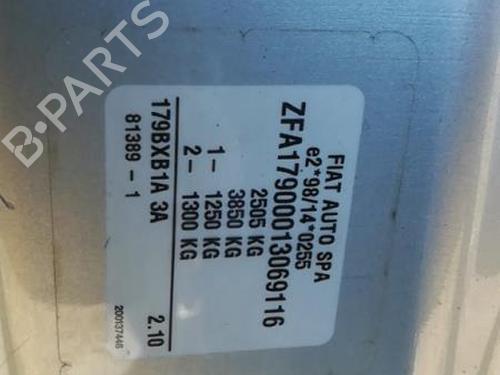 FIAT AUTO SPA
e2*98/14*0255
ZFA17900013069116
2505 KG
3850 KG
1- 1250 KG
2- 1300 KG
179BXB1A 3A 2.10
81389-1
200137446
B-PARTS